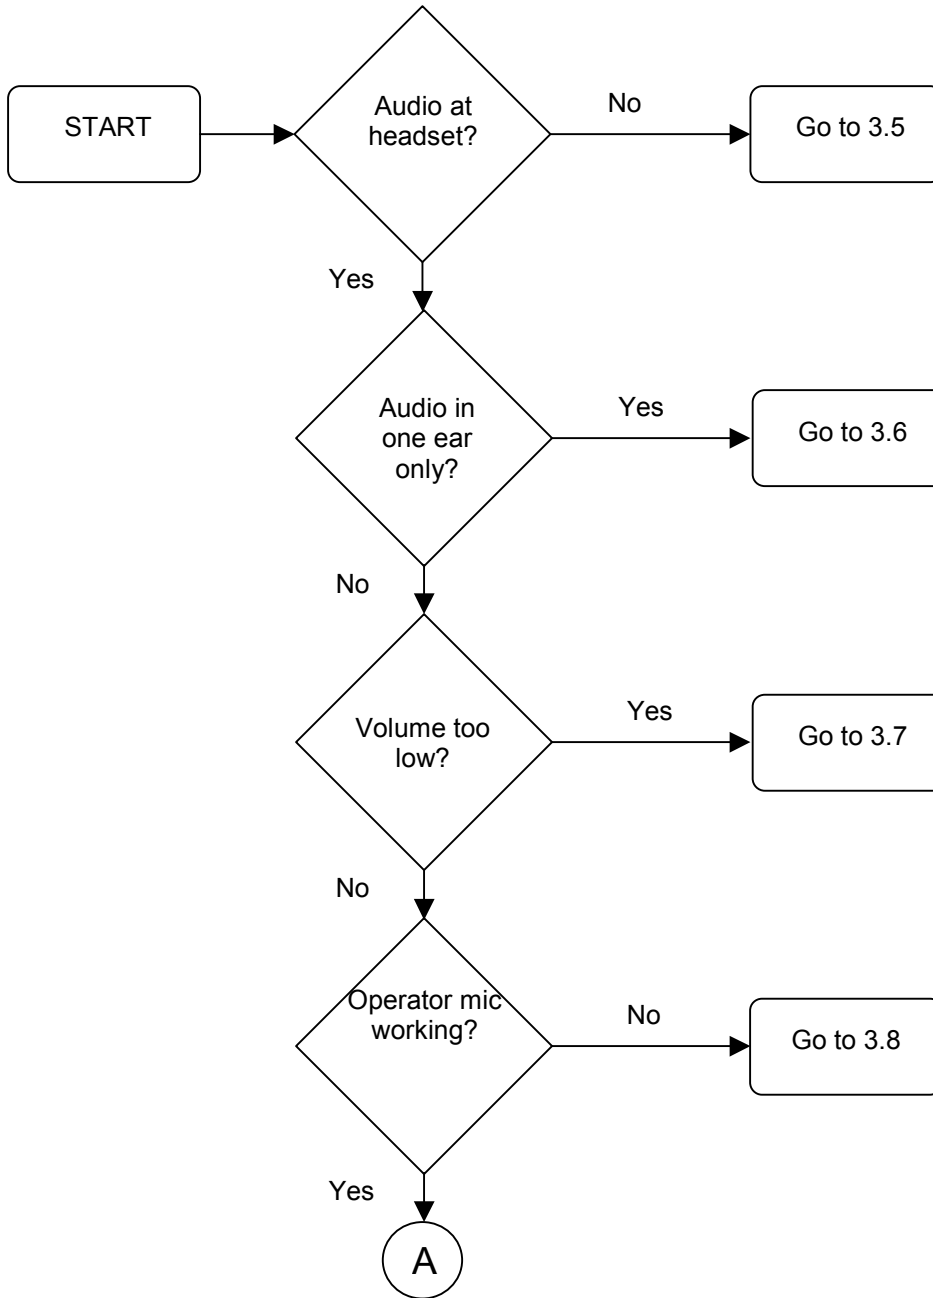 START
Audio at
headset?
No
Go to 3.5
Yes
Audio in
one ear
only?
Yes
Go to 3.6
No
Volume too
low?
Yes
Go to 3.7
No
Operator mic
working?
No
Go to 3.8
Yes
A